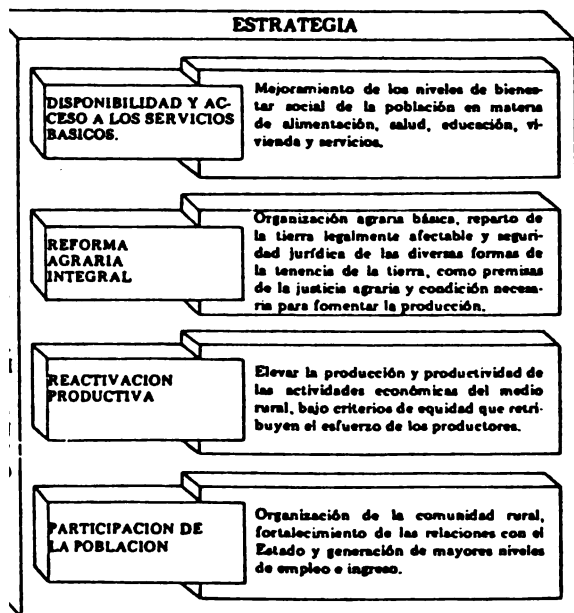 ESTRATEGIA
DISPONIBILIDAD Y AC-
CESO A LOS SERVICIOS
BASICOS.
Mejoramiento de los niveles de bienes-
tar social de la población en materia
de alimentación, salud, educación, vi-
vienda y servicios.
REFORMA
AGRARIA
INTEGRAL
Organización agraria básica, reparto de
la tierra legalmente afectable y seguri-
dad jurídica de las diversas formas de
la tenencia de la tierra, como premisas
de la justicia agraria y condición necesa-
ria para fomentar la producción.
REACTIVACION
PRODUCTIVA
Elevar la producción y productividad de
las actividades económicas del medio
rural, bajo criterios de equidad que retri-
buyen el esfuerzo de los productores.
PARTICIPACION DE
LA POBLACION
Organización de la comunidad rural,
fortalecimiento de las relaciones con el
Estado y generación de mayores niveles
de empleo e ingreso.